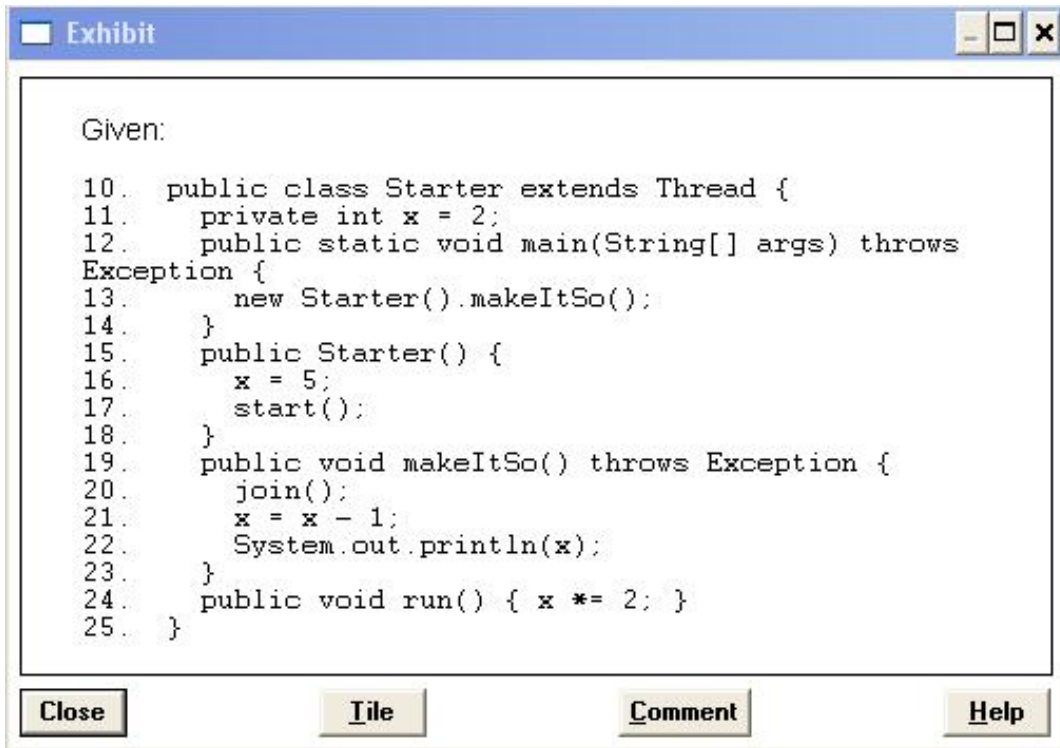 Exhibit
Given:
10. public class Starter extends Thread {
11. private int x = 2;
12. public static void main(String[] args) throws
Exception {
13. new Starter().makeItSo();
14. }
15. public Starter() {
16. x = 5;
17. start();
18. }
19. public void makeItSo() throws Exception {
20. join();
21. x = x - 1;
22. System.out.println(x);
23. }
24. public void run() { x *= 2; }
25. }
Close Tile Comment Help